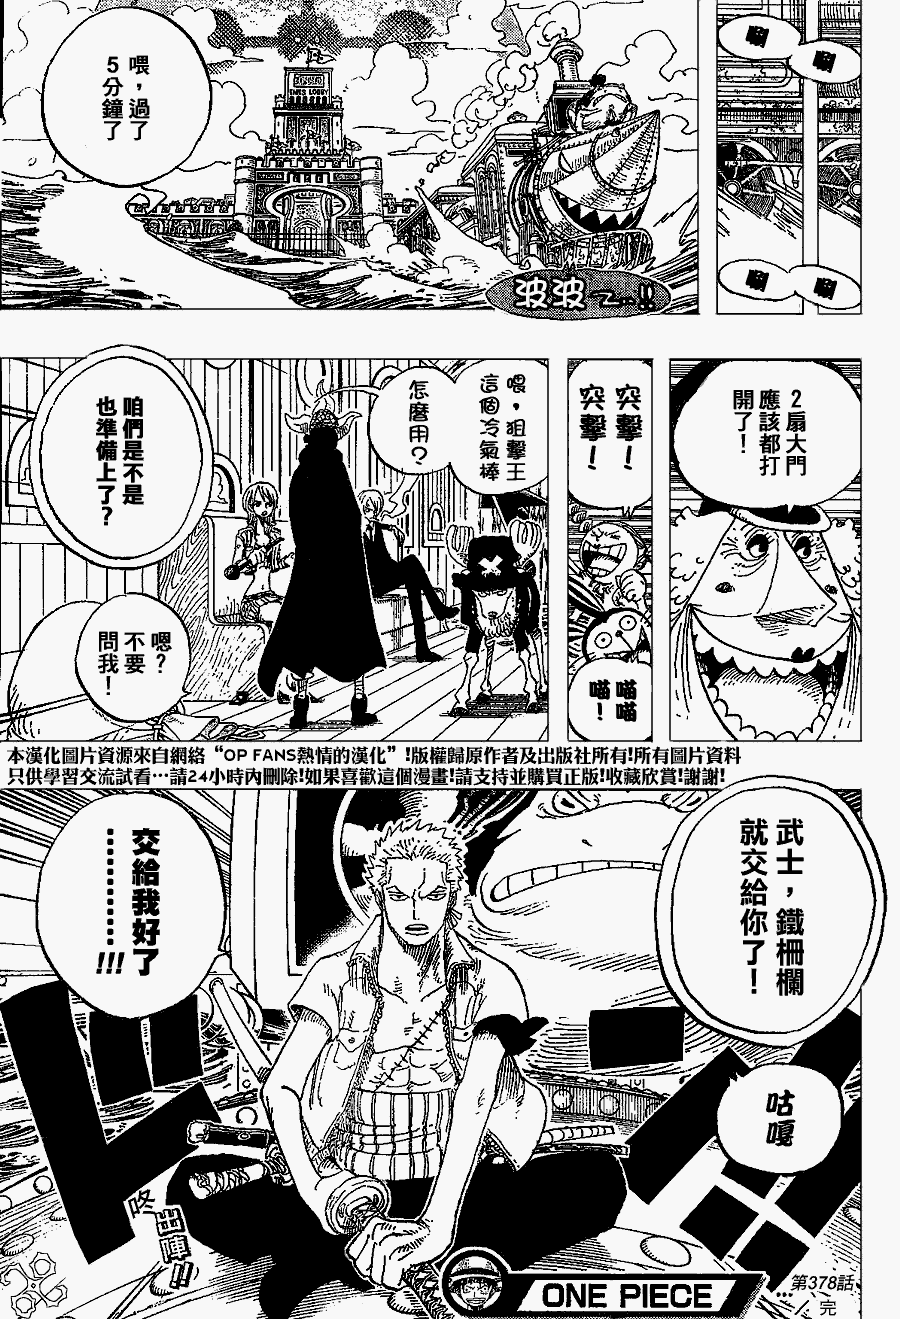 唰
唰
唰
唰
喂，過了
5分鐘了
ENIES LOBBY
波波～..!!
2扇大門
應該都打
開了！
突擊！
突擊！
喵喵
喵！
喂，狙擊王
這個冷氣棒
怎麼用？
咱們是不是
也準備上了？
嗯？
不要
問我！
本漢化圖片資源來自網絡“OP FANS熱情的漢化”!版權歸原作者及出版社所有!所有圖片資料
只供學習交流試看…請24小時內刪除!如果喜歡這個漫畫!請支持並購買正版!收藏欣賞!謝謝!
武士，鐵柵欄
就交給你了！
交給我好了
…………!!!
咕嘎
ドン
咚
出陣!!
ONE PIECE
第378話
…完